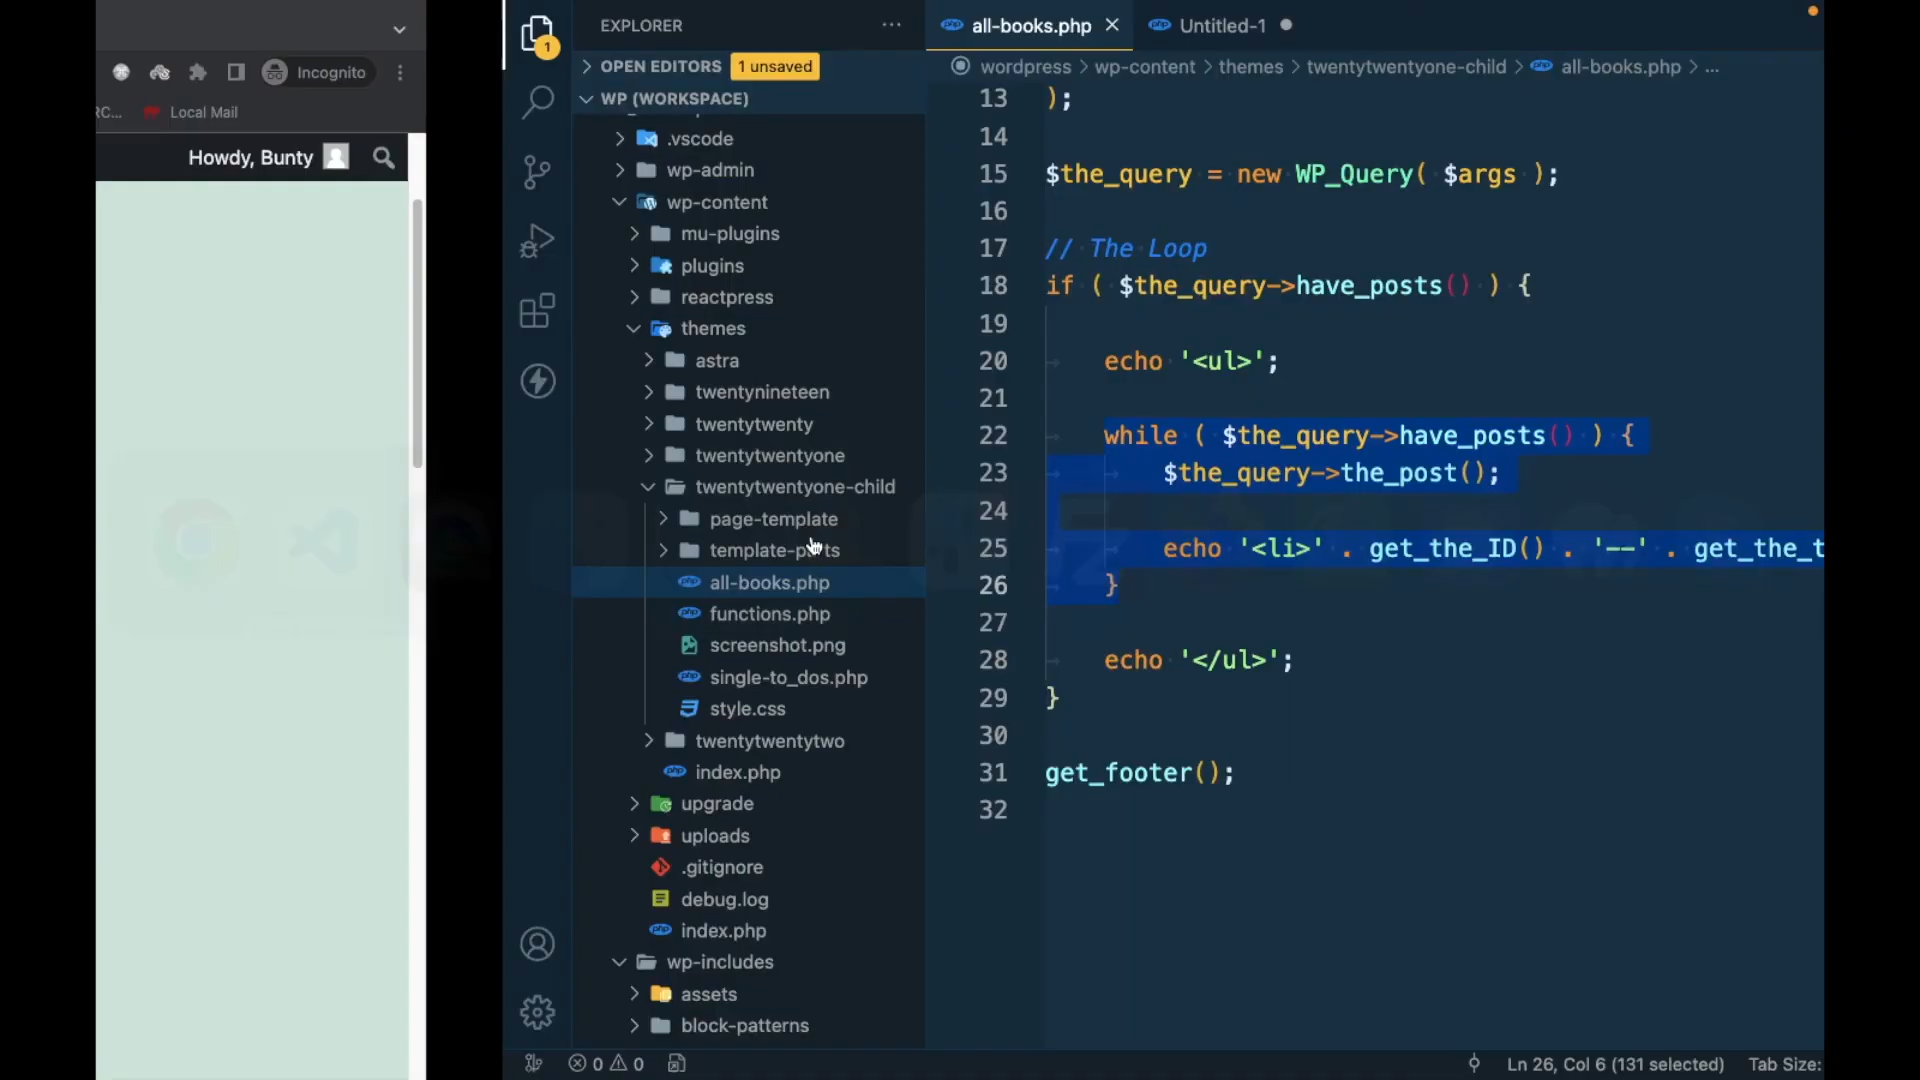 Incognito
RC...
Local Mail
Howdy, Bunty
1
EXPLORER
OPEN EDITORS 1 unsaved
WP (WORKSPACE)
.vscode
wp-admin
wp-content
mu-plugins
plugins
reactpress
themes
astra
twentynineteen
twentytwenty
twentytwentyone
twentytwentyone-child
page-template
template-parts
all-books.php
functions.php
screenshot.png
single-to_dos.php
style.css
twentytwentytwo
index.php
upgrade
uploads
.gitignore
debug.log
index.php
wp-includes
assets
block-patterns
all-books.php Untitled-1
wordpress > wp-content > themes > twentytwentyone-child > all-books.php > ...
13 );
14
15 $the_query = new WP_Query( $args );
16
17 // The Loop
18 if ( $the_query->have_posts() ) {
19
20 echo '<ul>';
21
22 while ( $the_query->have_posts() ) {
23 $the_query->the_post();
24
25 echo '<li>' . get_the_ID() . '--' . get_the_t
26 }
27
28 echo '</ul>';
29 }
30
31 get_footer();
32
0 0
Ln 26, Col 6 (131 selected) Tab Size: